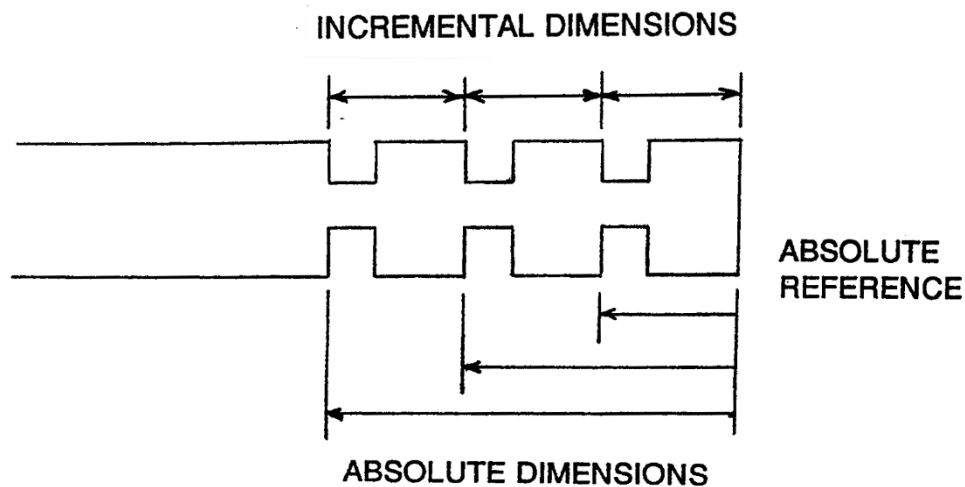 INCREMENTAL DIMENSIONS
ABSOLUTE
REFERENCE
ABSOLUTE DIMENSIONS